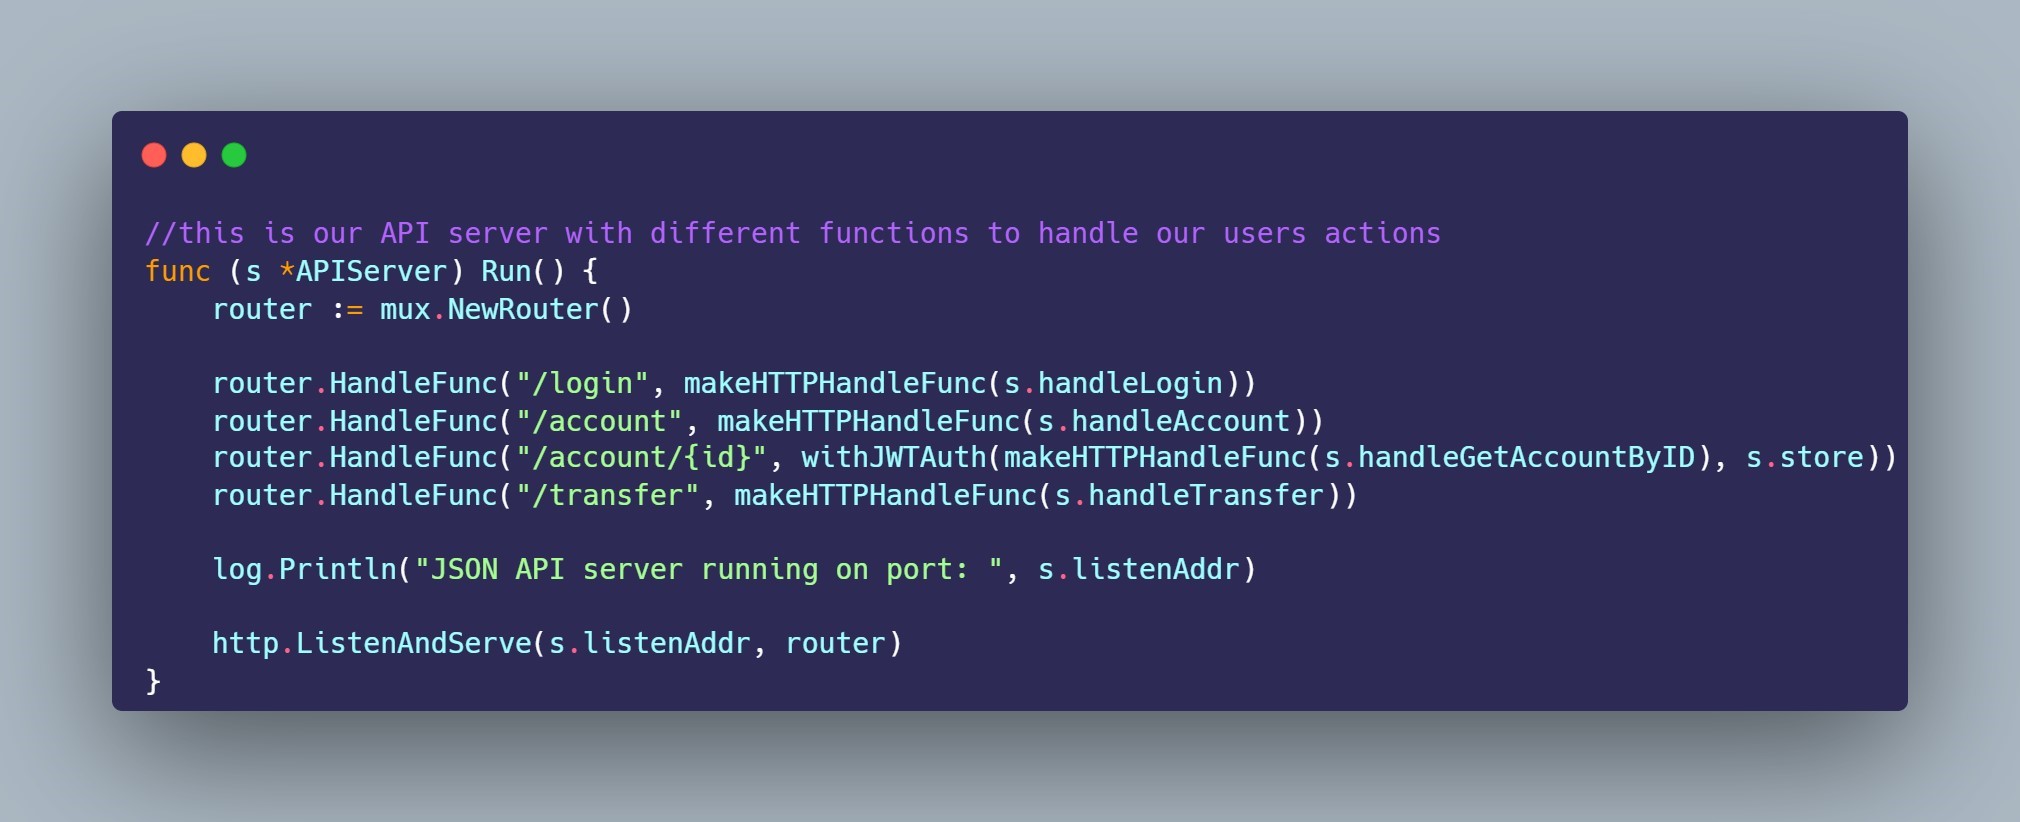 //this is our API server with different functions to handle our users actions
func (s *APIServer) Run() {
router := mux.NewRouter()
router.HandleFunc("/login", makeHTTPHandleFunc(s.handleLogin))
router.HandleFunc("/account", makeHTTPHandleFunc(s.handleAccount))
router.HandleFunc("/account/{id}", withJWTAuth(makeHTTPHandleFunc(s.handleGetAccountByID), s.store))
router.HandleFunc("/transfer", makeHTTPHandleFunc(s.handleTransfer))
log.Println("JSON API server running on port: ", s.listenAddr)
http.ListenAndServe(s.listenAddr, router)
}